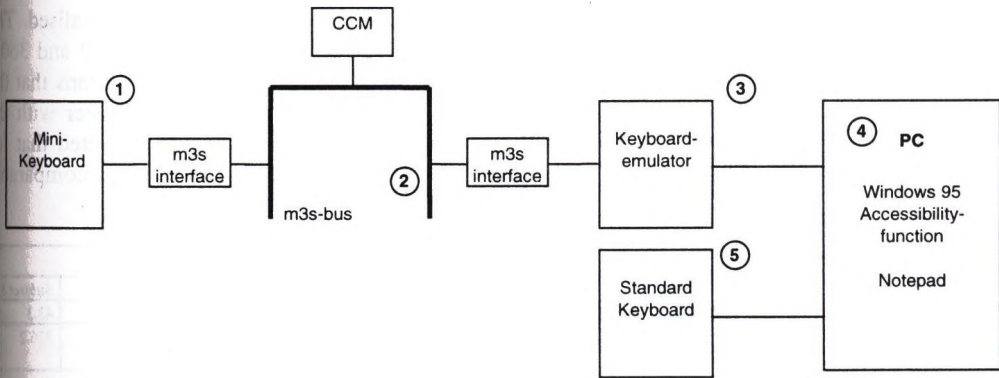 CCM
1
Mini-
Keyboard
m3s
interface
2
m3s-bus
m3s
interface
3
Keyboard-
emulator
4
PC
Windows 95
Accessibility-
function
Notepad
5
Standard
Keyboard